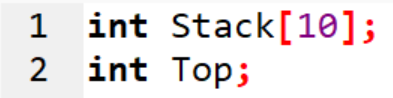 1 int Stack[10];
2 int Top;